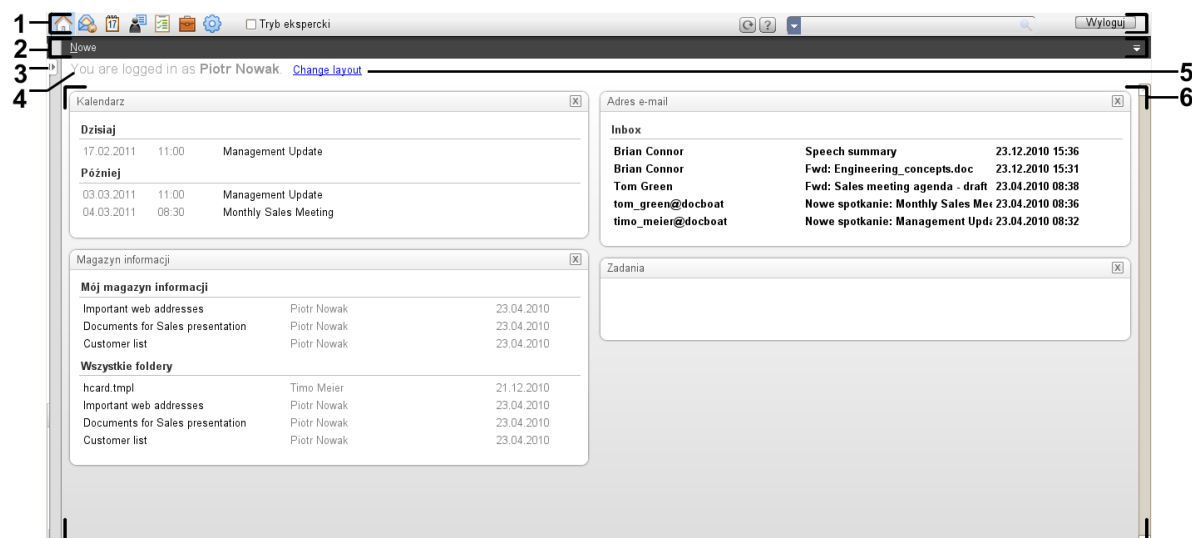 1 17 Tryb ekspercki ? Wyloguj
2 Nowe
3
4 You are logged in as Piotr Nowak. Change layout 5
6
Kalendarz X
Dzisiaj
17.02.2011 11:00 Management Update
Później
03.03.2011 11:00 Management Update
04.03.2011 08:30 Monthly Sales Meeting
Magazyn informacji X
Mój magazyn informacji
Important web addresses Piotr Nowak 23.04.2010
Documents for Sales presentation Piotr Nowak 23.04.2010
Customer list Piotr Nowak 23.04.2010
Wszystkie foldery
hcard.tmpl Timo Meier 21.12.2010
Important web addresses Piotr Nowak 23.04.2010
Documents for Sales presentation Piotr Nowak 23.04.2010
Customer list Piotr Nowak 23.04.2010
Adres e-mail X
Inbox
Brian Connor Speech summary 23.12.2010 15:36
Brian Connor Fwd: Engineering_concepts.doc 23.12.2010 15:31
Tom Green Fwd: Sales meeting agenda - draft 23.04.2010 08:38
tom_green@docboat Nowe spotkanie: Monthly Sales Mee 23.04.2010 08:36
timo_meier@docboat Nowe spotkanie: Management Upda 23.04.2010 08:32
Zadania X